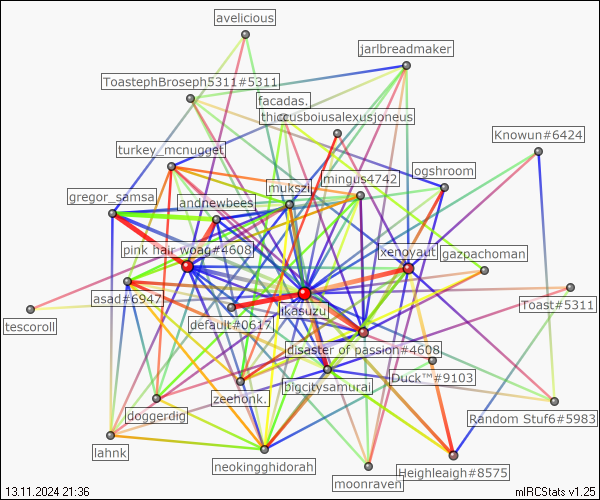 avelicious
jarlbreadmaker
ToastephBroseph5311#5311
facadas.
thiccusboiusalexusjoneus
Knowun#6424
turkey_mcnugget
ogshroom
mukszi
mingus4742
gregor_samsa
andnewbees
pink hair woag#4608
xenovaut
gazpachoman
asad#6947
ikasuzu
Toast#5311
tescoroll
default#0617
disaster of passion#4608
Duck™#9103
bigcitysamurai
zeehonk.
doggerdig
Random Stuf6#5983
lahnk
neokingghidorah
Heighleaigh#8575
moonraven
13.11.2024 21:36
mIRCStats v1.25